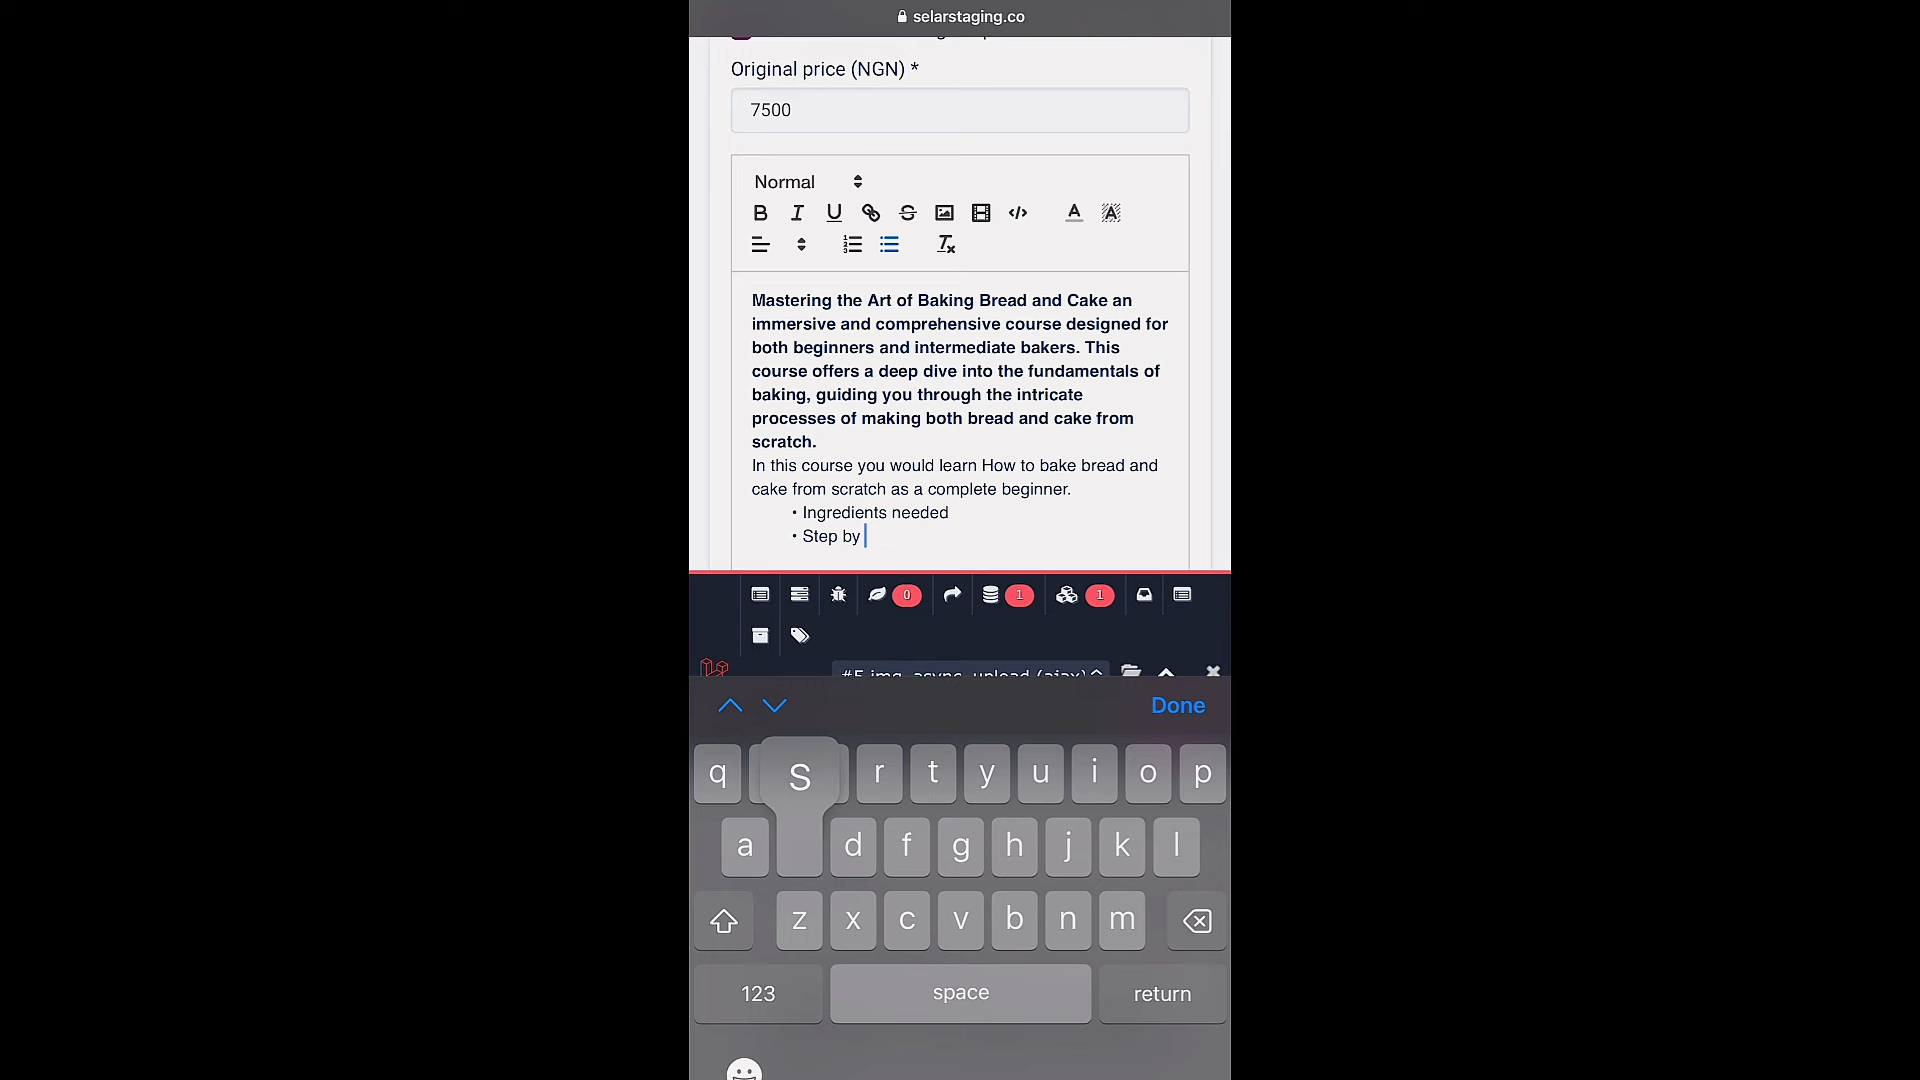 selarstaging.co
Original price (NGN) *
7500
Normal
Mastering the Art of Baking Bread and Cake an
immersive and comprehensive course designed for
both beginners and intermediate bakers. This
course offers a deep dive into the fundamentals of
baking, guiding you through the intricate
processes of making both bread and cake from
scratch.
In this course you would learn How to bake bread and
cake from scratch as a complete beginner.
• Ingredients needed
• Step by
0 1 1
#5 img_async_upload (ajax)
Done
q S r t y u i o p
a d f g h j k l
z x c v b n m
123 space return